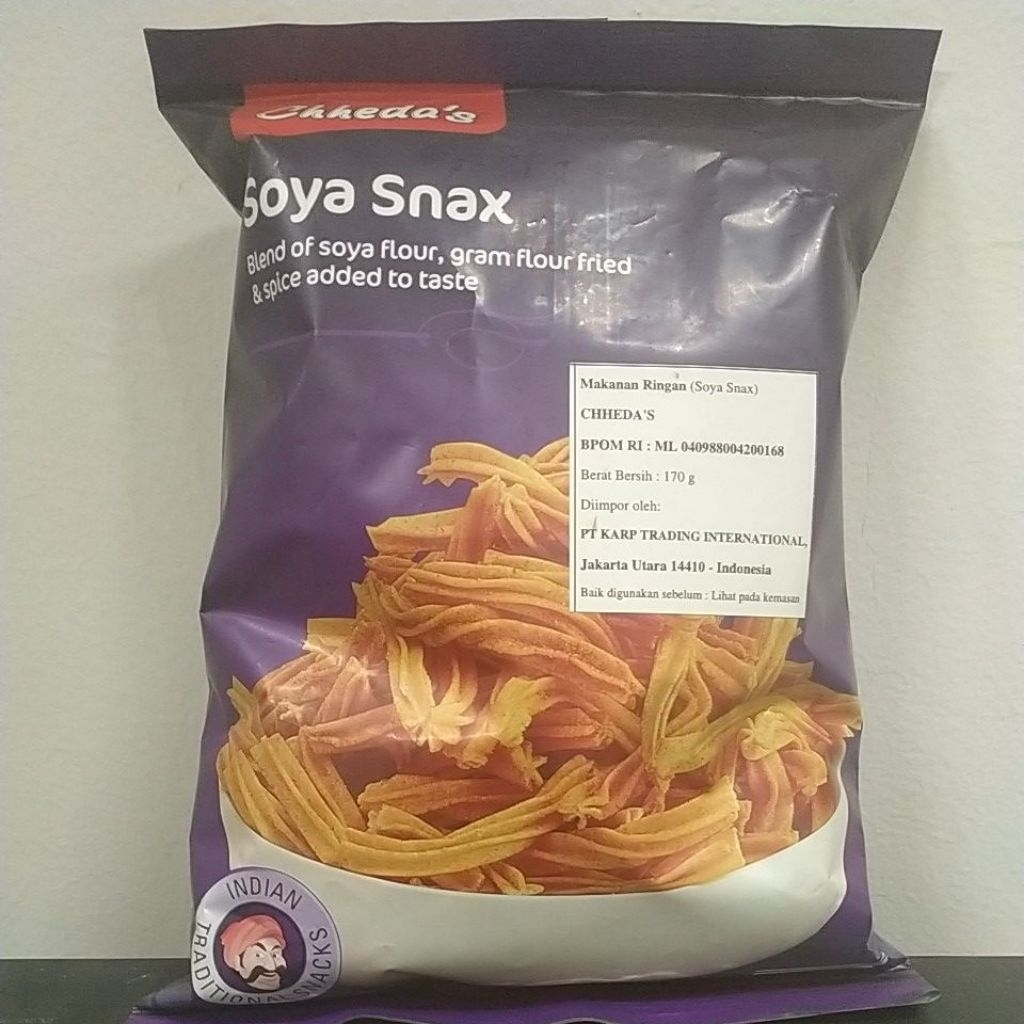 Chheda's
Soya Snax
Blend of soya flour, gram flour fried
& spice added to taste
Makanan Ringan (Soya Snax)
CHHEDA'S
BPOM RI : ML 040988004200168
Berat Bersih : 170 g
Diimpor oleh:
PT KARP TRADING INTERNATIONAL,
Jakarta Utara 14410 - Indonesia
Baik digunakan sebelum : Lihat pada kemasan
INDIAN
TRADITIONAL SNACKS